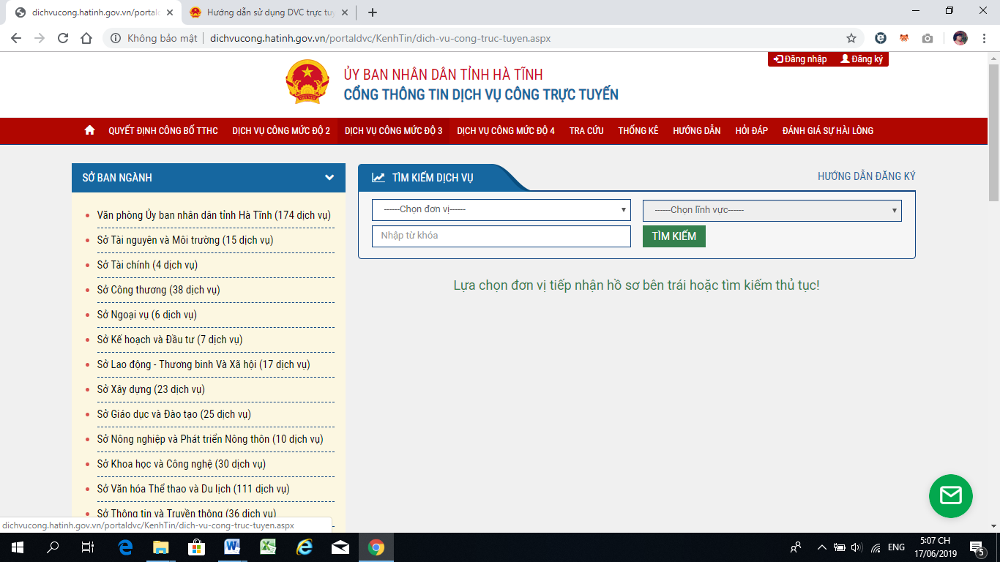 dichvucong.hatinh.gov.vn/portald
Hướng dẫn sử dụng DVC trực tuy
Không bảo mật
dichvucong.hatinh.gov.vn/portaldvc/KenhTin/dich-vu-cong-truc-tuyen.aspx
Đăng nhập Đăng ký
ỦY BAN NHÂN DÂN TỈNH HÀ TĨNH
CỔNG THÔNG TIN DỊCH VỤ CÔNG TRỰC TUYẾN
QUYẾT ĐỊNH CÔNG BỐ TTHC DỊCH VỤ CÔNG MỨC ĐỘ 2 DỊCH VỤ CÔNG MỨC ĐỘ 3 DỊCH VỤ CÔNG MỨC ĐỘ 4 TRA CỨU THỐNG KÊ HƯỚNG DẪN HỎI ĐÁP ĐÁNH GIÁ SỰ HÀI LÒNG
SỞ BAN NGÀNH
Văn phòng Ủy ban nhân dân tỉnh Hà Tĩnh (174 dịch vụ)
Sở Tài nguyên và Môi trường (15 dịch vụ)
Sở Tài chính (4 dịch vụ)
Sở Công thương (38 dịch vụ)
Sở Ngoại vụ (6 dịch vụ)
Sở Kế hoạch và Đầu tư (7 dịch vụ)
Sở Lao động - Thương binh Và Xã hội (17 dịch vụ)
Sở Xây dựng (23 dịch vụ)
Sở Giáo dục và Đào tạo (25 dịch vụ)
Sở Nông nghiệp và Phát triển Nông thôn (10 dịch vụ)
Sở Khoa học và Công nghệ (30 dịch vụ)
Sở Văn hóa Thể thao và Du lịch (111 dịch vụ)
Sở Thông tin và Truyền thông (36 dịch vụ)
TÌM KIẾM DỊCH VỤ
HƯỚNG DẪN ĐĂNG KÝ
------Chọn đơn vị------
------Chọn lĩnh vực------
Nhập từ khóa
TÌM KIẾM
Lựa chọn đơn vị tiếp nhận hồ sơ bên trái hoặc tìm kiếm thủ tục!
dichvucong.hatinh.gov.vn/portaldvc/KenhTin/dich-vu-cong-truc-tuyen.aspx
ENG
5:07 CH
17/06/2019
5